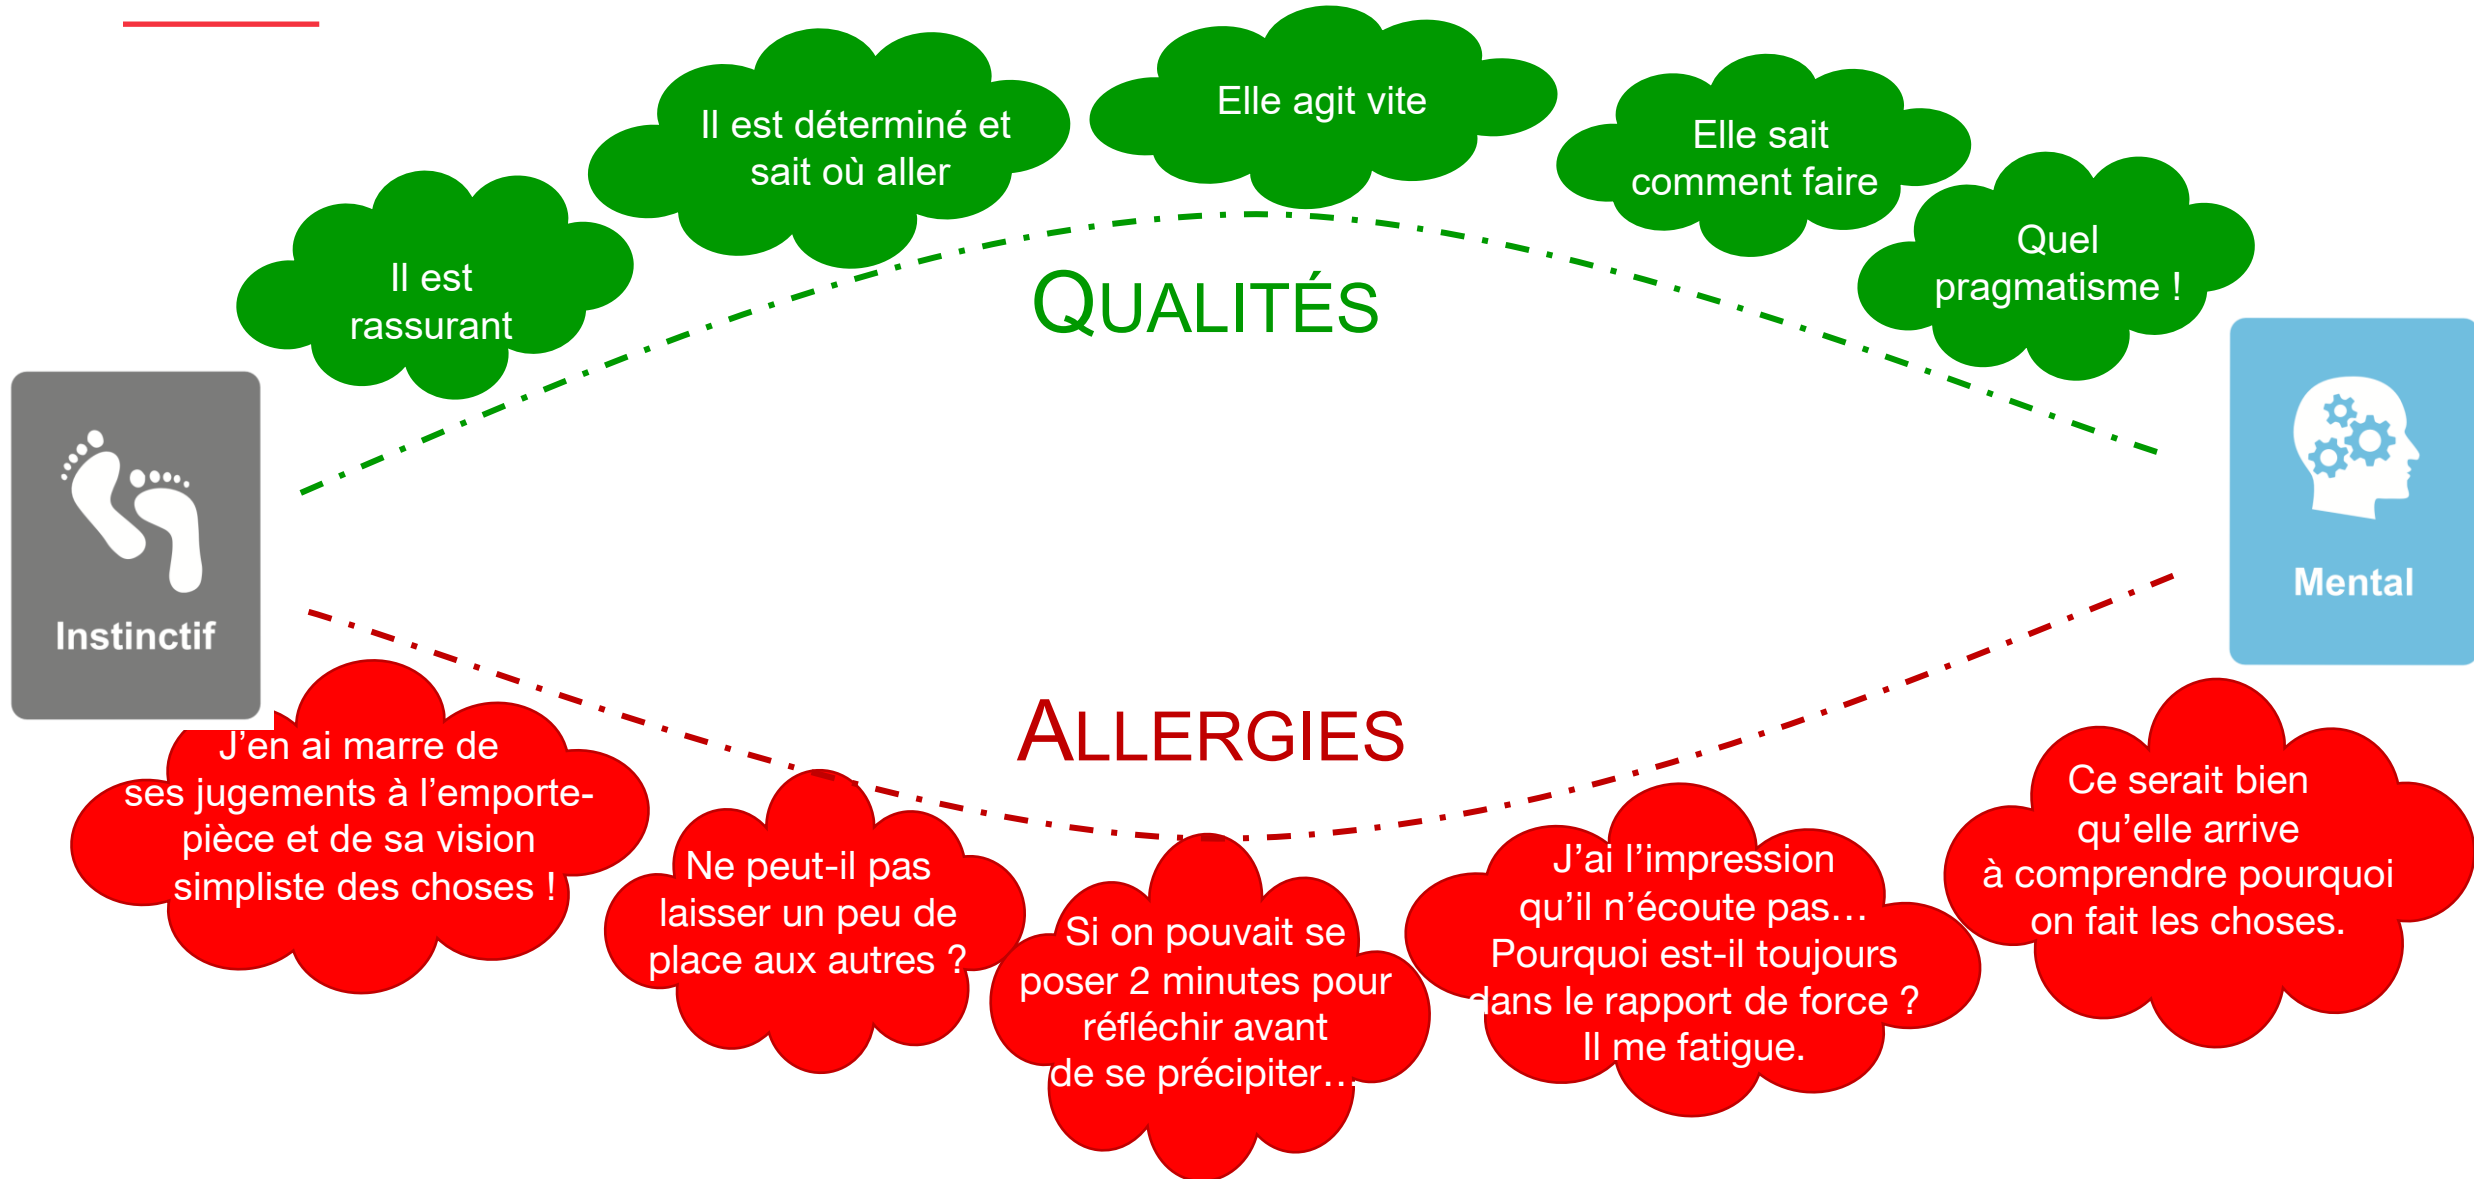 Elle agit vite
Il est déterminé et
sait où aller
Elle sait
comment faire
Il est
rassurant
Quel
pragmatisme !
QUALITÉS
Instinctif
Mental
ALLERGIES
J’en ai marre de
ses jugements à l’emporte-
pièce et de sa vision
simpliste des choses !
Ne peut-il pas
laisser un peu de
place aux autres ?
Si on pouvait se
poser 2 minutes pour
réfléchir avant
de se précipiter…
J’ai l’impression
qu’il n’écoute pas…
Pourquoi est-il toujours
dans le rapport de force ?
Il me fatigue.
Ce serait bien
qu’elle arrive
à comprendre pourquoi
on fait les choses.